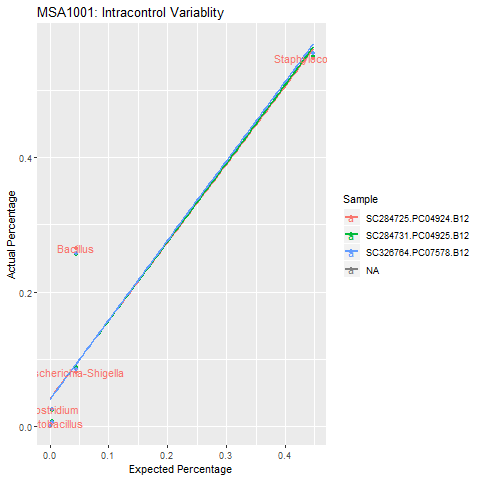 MSA1001: Intracontrol Variablity
Staphyloco
Sample
SC284725.PC04924.B12
SC284731.PC04925.B12
SC326764.PC07578.B12
NA
Actual Percentage
0.4
0.2
0.0
Bacillus
scherichia-Shigella
ostridium
tobacillus
0.0 0.1 0.2 0.3 0.4
Expected Percentage